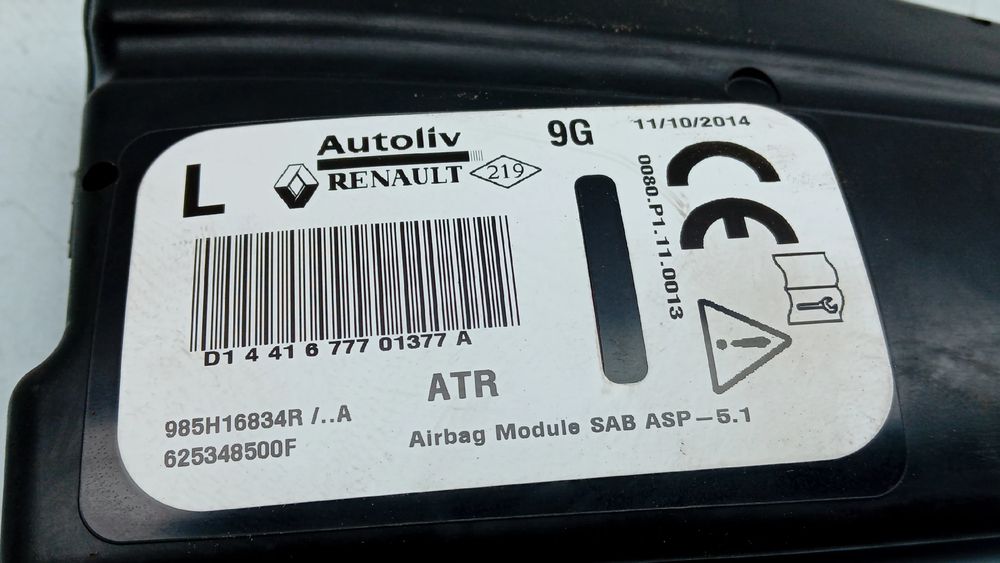 Autoliv
9G
11/10/2014
L
RENAULT
219
0080.P1.11.0013
CE
D1 4 41 6 777 01377 A
ATR
985H16834R /..A
625348500F
Airbag Module SAB ASP-5.1